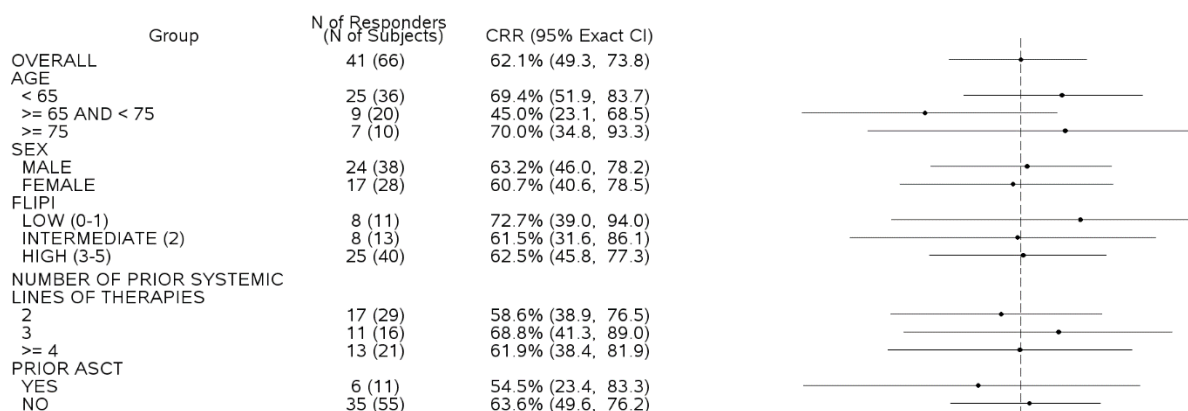 Group N of Responders (N of Subjects) CRR (95% Exact CI)
OVERALL 41 (66) 62.1% (49.3, 73.8)
AGE
< 65 25 (36) 69.4% (51.9, 83.7)
>= 65 AND < 75 9 (20) 45.0% (23.1, 68.5)
>= 75 7 (10) 70.0% (34.8, 93.3)
SEX
MALE 24 (38) 63.2% (46.0, 78.2)
FEMALE 17 (28) 60.7% (40.6, 78.5)
FLIPI
LOW (0-1) 8 (11) 72.7% (39.0, 94.0)
INTERMEDIATE (2) 8 (13) 61.5% (31.6, 86.1)
HIGH (3-5) 25 (40) 62.5% (45.8, 77.3)
NUMBER OF PRIOR SYSTEMIC
LINES OF THERAPIES
2 17 (29) 58.6% (38.9, 76.5)
3 11 (16) 68.8% (41.3, 89.0)
>= 4 13 (21) 61.9% (38.4, 81.9)
PRIOR ASCT
YES 6 (11) 54.5% (23.4, 83.3)
NO 35 (55) 63.6% (49.6, 76.2)